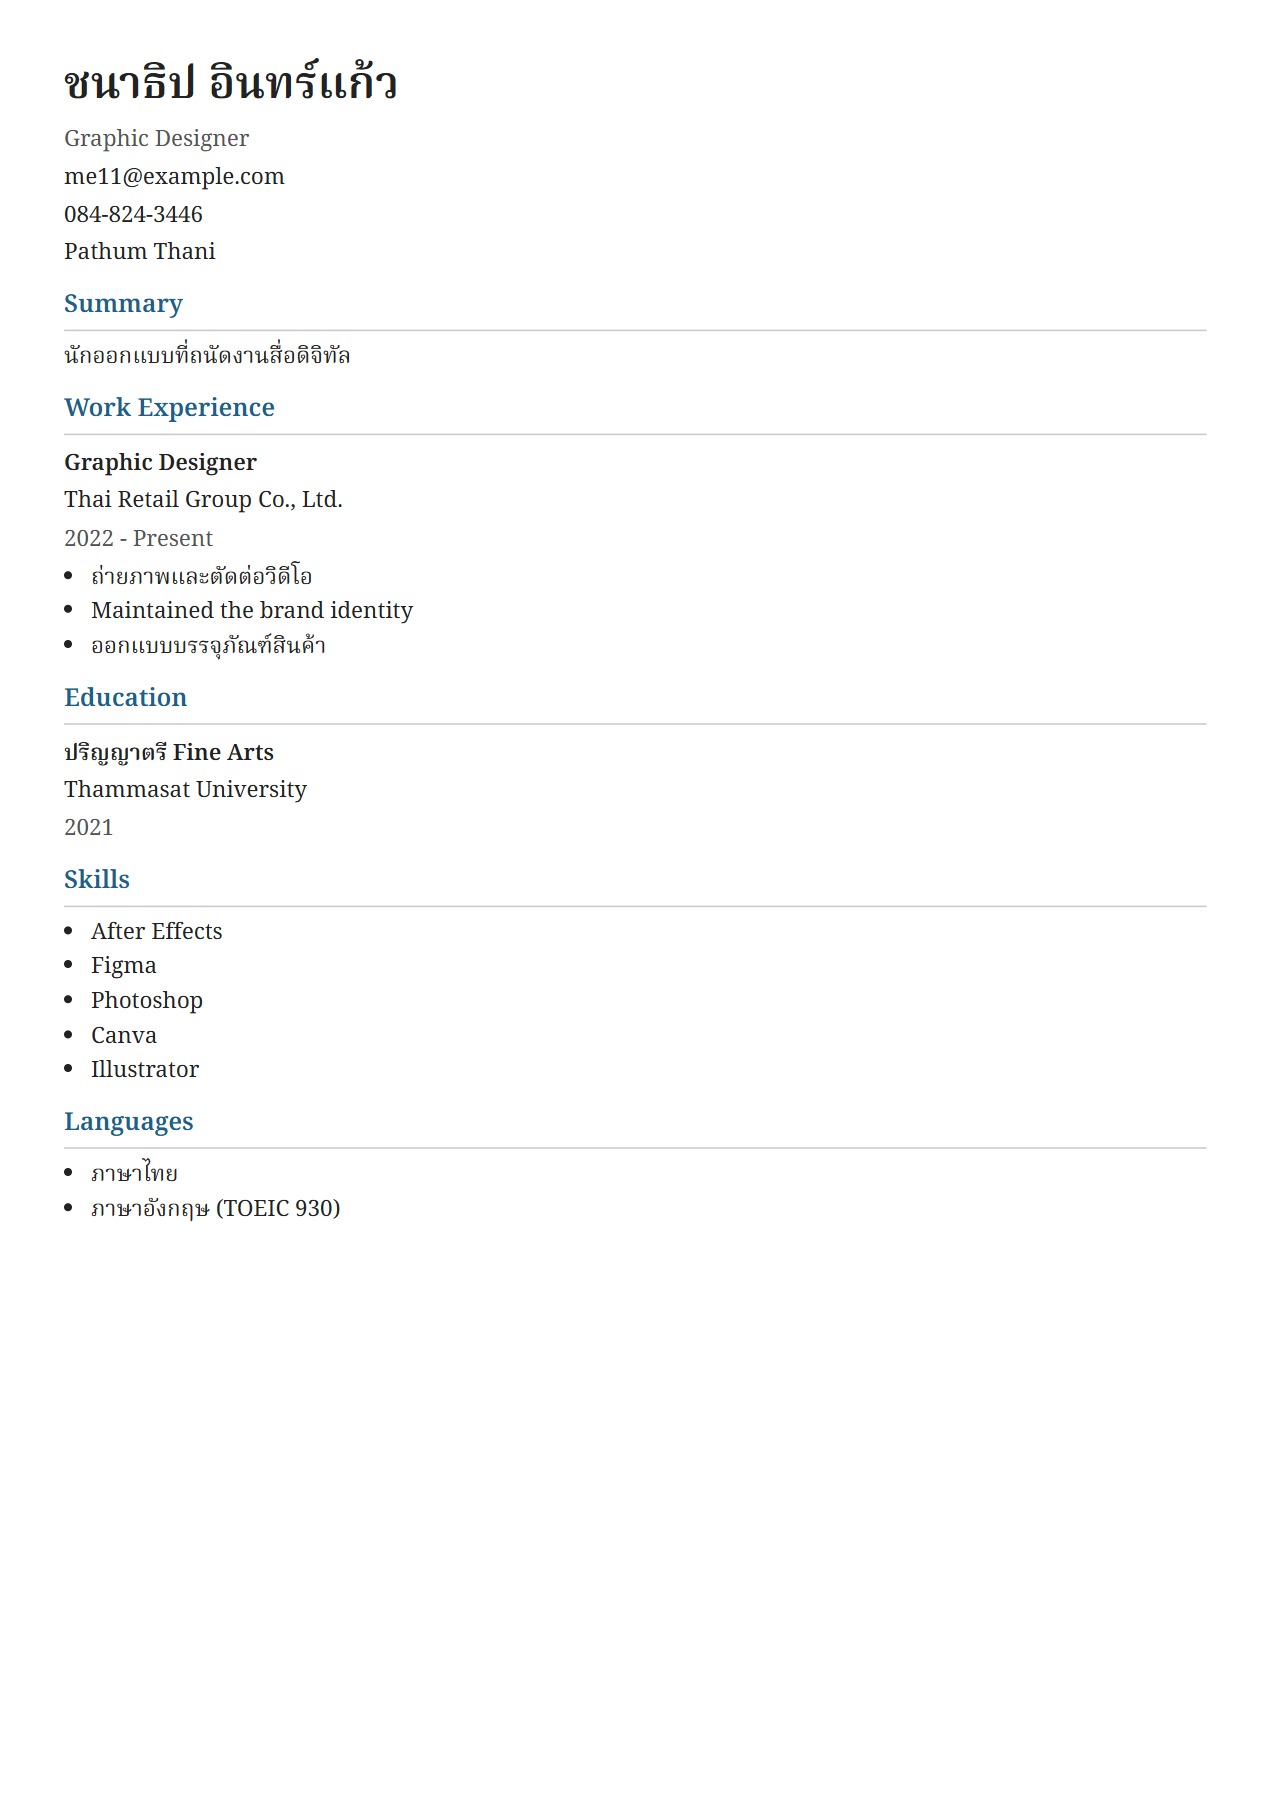 ชนาธิป อินทร์แก้ว
Graphic Designer
me11@example.com
084-824-3446
Pathum Thani
Summary
นักออกแบบที่ถนัดงานสื่อดิจิทัล
Work Experience
Graphic Designer
Thai Retail Group Co., Ltd.
2022 - Present
• ถ่ายภาพและตัดต่อวิดีโอ
• Maintained the brand identity
• ออกแบบบรรจุภัณฑ์สินค้า
Education
ปริญญาตรี Fine Arts
Thammasat University
2021
Skills
• After Effects
• Figma
• Photoshop
• Canva
• Illustrator
Languages
• ภาษาไทย
• ภาษาอังกฤษ (TOEIC 930)